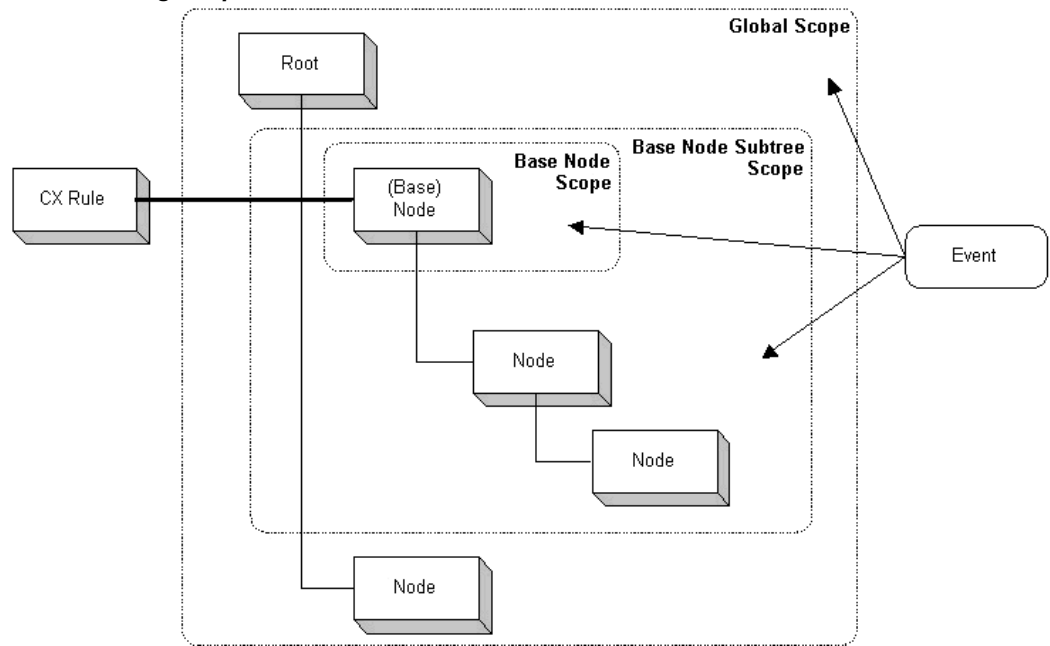 Global Scope
Root
Base Node Subtree
Scope
Base Node
Scope
CX Rule
(Base)
Node
Event
Node
Node
Node